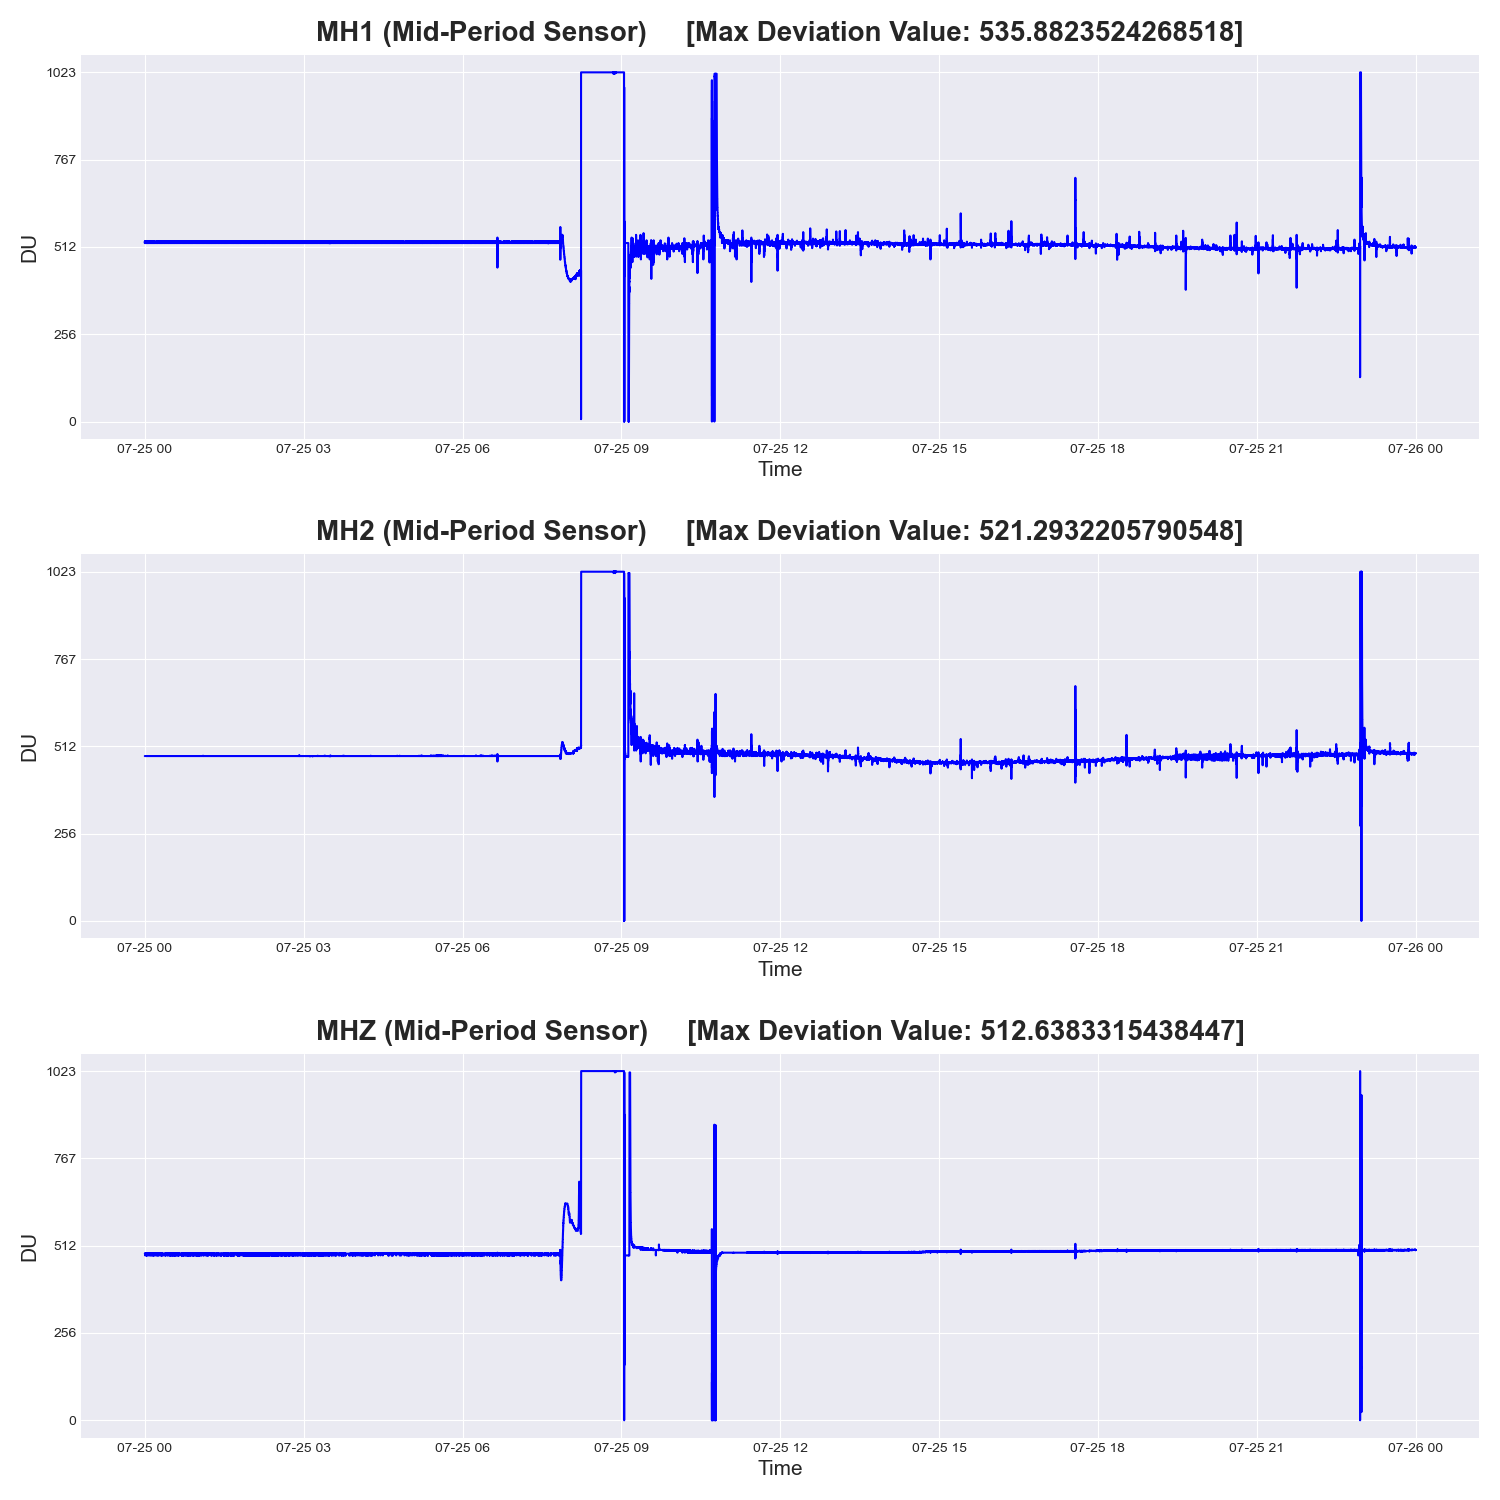 MH1 (Mid-Period Sensor) [Max Deviation Value: 535.8823524268518]
1023
767
512
256
0
DU
07-25 00 07-25 03 07-25 06 07-25 09 07-25 12 07-25 15 07-25 18 07-25 21 07-26 00
Time
MH2 (Mid-Period Sensor) [Max Deviation Value: 521.2932205790548]
1023
767
512
256
0
DU
07-25 00 07-25 03 07-25 06 07-25 09 07-25 12 07-25 15 07-25 18 07-25 21 07-26 00
Time
MHZ (Mid-Period Sensor) [Max Deviation Value: 512.6383315438447]
1023
767
512
256
0
DU
07-25 00 07-25 03 07-25 06 07-25 09 07-25 12 07-25 15 07-25 18 07-25 21 07-26 00
Time